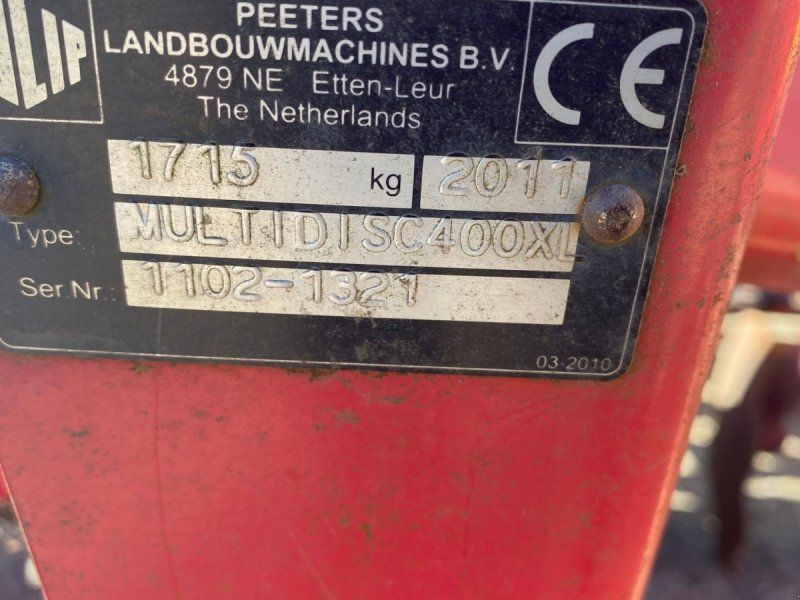 PEETERS
LANDBOUWMACHINES B.V.
4879 NE Etten-Leur
The Netherlands
CE
1715 kg 2011
Type: MULTIDISC400XL
Ser.Nr.: 1102-1321
03-2010